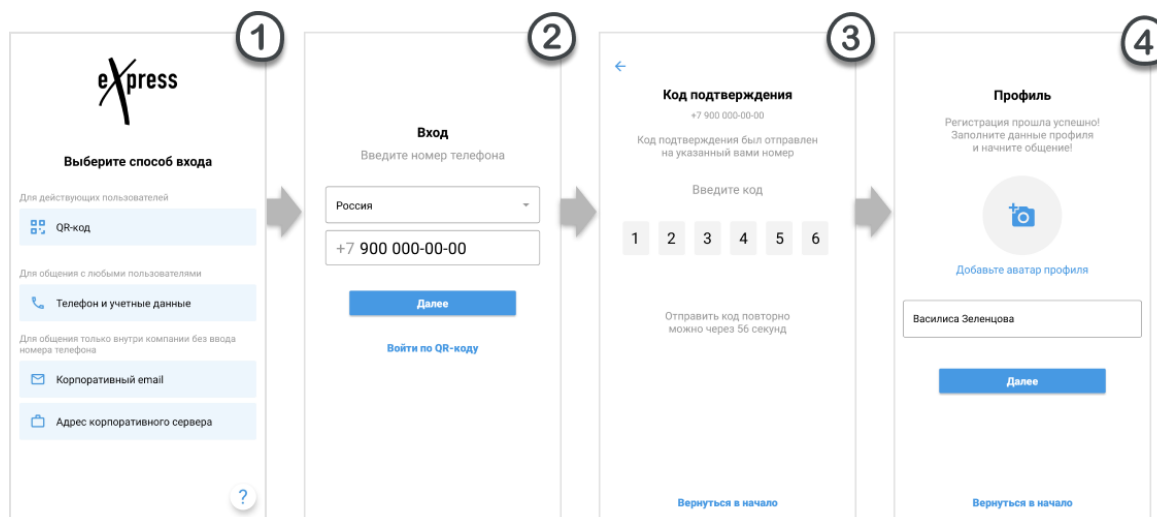 1
eXpress
Выберите способ входа
Для действующих пользователей
QR-код
Для общения с любыми пользователями
Телефон и учетные данные
Для общения только внутри компании без ввода
номера телефона
Корпоративный email
Адрес корпоративного сервера
?
2
Вход
Введите номер телефона
Россия
+7 900 000-00-00
Далее
Войти по QR-коду
3
Код подтверждения
+7 900 000-00-00
Код подтверждения был отправлен
на указанный вами номер
Введите код
1 2 3 4 5 6
Отправить код повторно
можно через 56 секунд
Вернуться в начало
4
Профиль
Регистрация прошла успешно!
Заполните данные профиля
и начните общение!
Добавьте аватар профиля
Василиса Зеленцова
Далее
Вернуться в начало